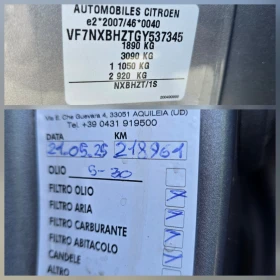 AUTOMOBILES CITROEN
e2*2007/46*0040
VF7NXBHZTGY537345
1890 KG
3090 KG
1 1050 KG
2 920 KG
NXBHZT/1S
Che Guevara 4, 33051 AQUILEIA (UD)
Tel. +39 0431 919500
DATA KM
21.05.25 218961
OLIO 5-30
FILTRO OLIO X
FILTRO ARIA X
FILTRO CARBURANTE X
FILTRO ABITACOLO X
CANDELE
ALTRO